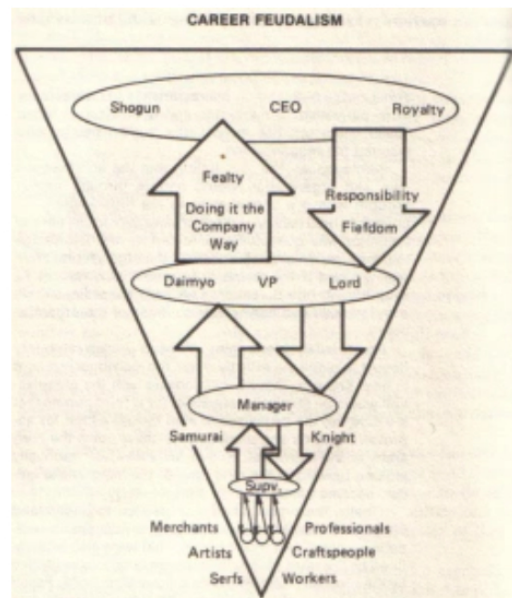 CAREER FEUDALISM
Shogun CEO Royalty
Fealty
Doing it the
Company
Way
Responsibility
Fiefdom
Daimyo VP Lord
Manager
Samurai Knight
Supv.
Merchants Professionals
Artists Craftspeople
Serfs Workers